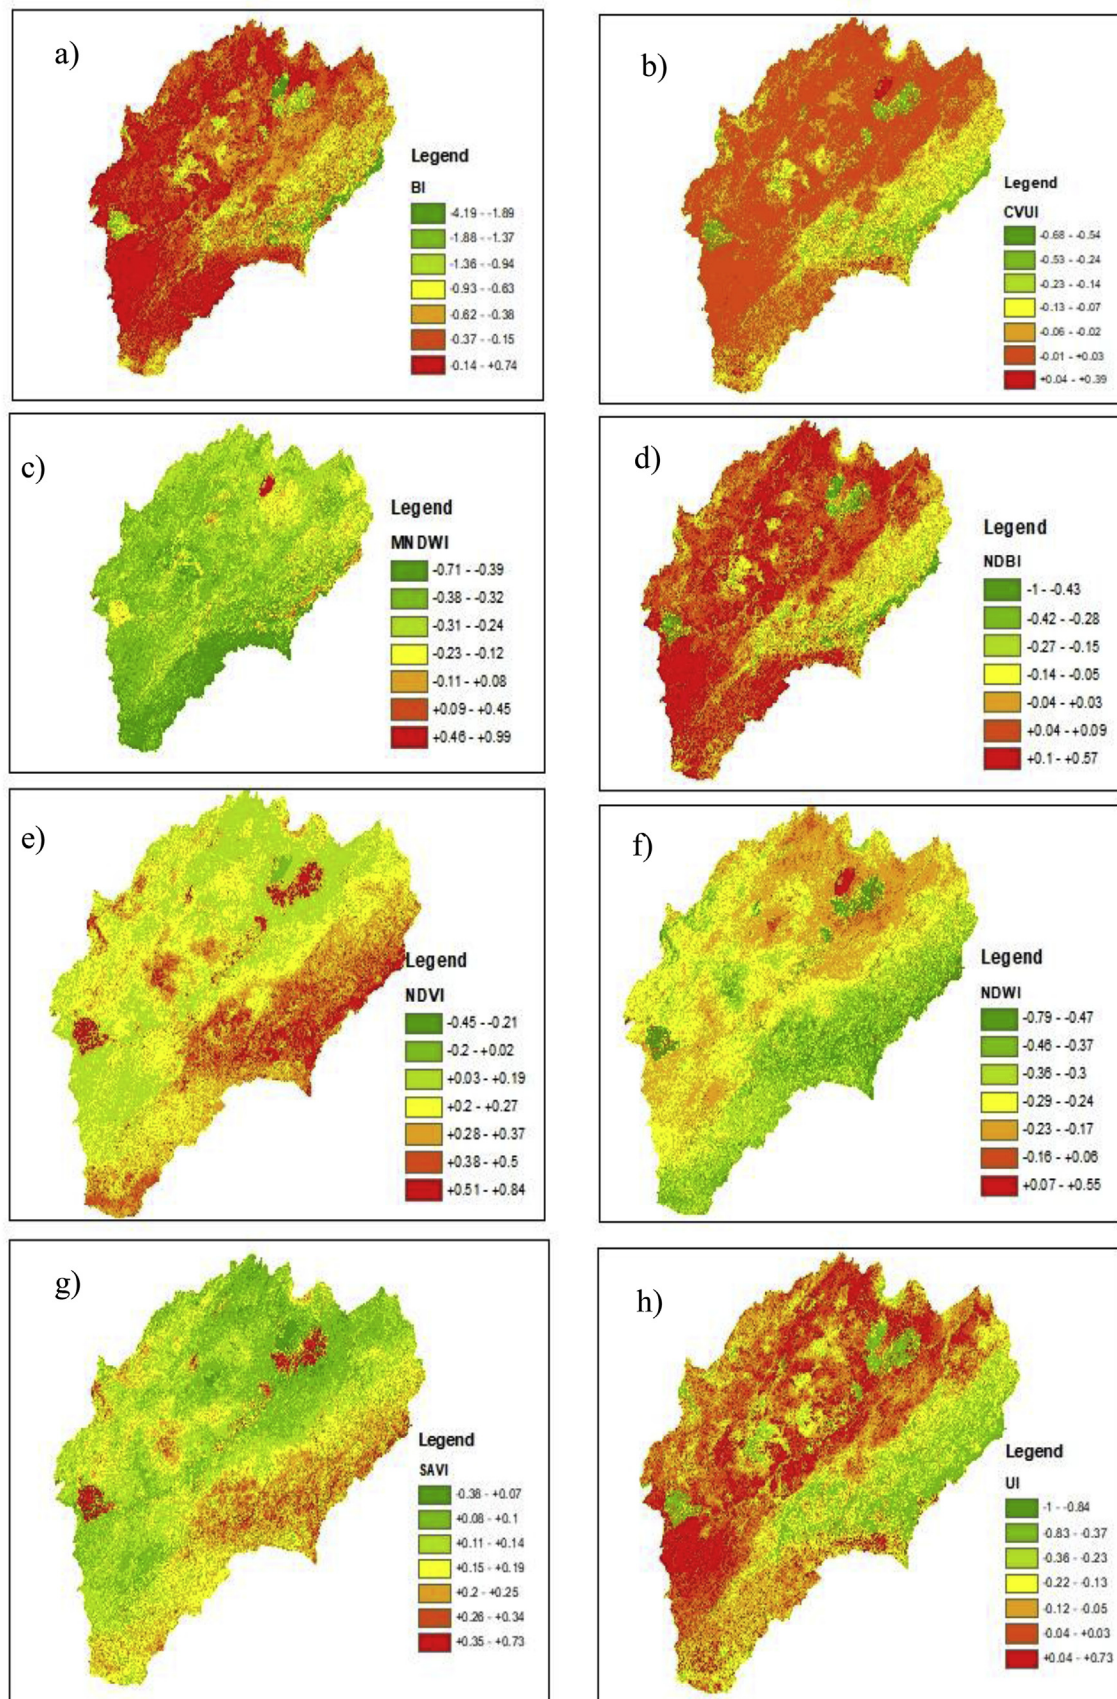 a)
Legend
BI
-4.19 - -1.89
-1.88 - -1.37
-1.36 - -0.94
-0.93 - -0.63
-0.62 - -0.38
-0.37 - -0.15
-0.14 - +0.74
b)
Legend
CVUI
-0.68 - -0.54
-0.53 - -0.24
-0.23 - -0.14
-0.13 - -0.07
-0.06 - -0.02
-0.01 - +0.03
+0.04 - +0.39
c)
Legend
MNDWI
-0.71 - -0.39
-0.38 - -0.32
-0.31 - -0.24
-0.23 - -0.12
-0.11 - +0.08
+0.09 - +0.45
+0.46 - +0.99
d)
Legend
NDBI
-1 - -0.43
-0.42 - -0.28
-0.27 - -0.15
-0.14 - -0.05
-0.04 - +0.03
+0.04 - +0.09
+0.1 - +0.57
e)
Legend
NDVI
-0.45 - -0.21
-0.2 - +0.02
+0.03 - +0.19
+0.2 - +0.27
+0.28 - +0.37
+0.38 - +0.5
+0.51 - +0.84
f)
Legend
NDWI
-0.79 - -0.47
-0.46 - -0.37
-0.36 - -0.3
-0.29 - -0.24
-0.23 - -0.17
-0.16 - +0.06
+0.07 - +0.55
g)
Legend
SAVI
-0.38 - +0.07
+0.08 - +0.1
+0.11 - +0.14
+0.15 - +0.19
+0.2 - +0.25
+0.26 - +0.34
+0.35 - +0.73
h)
Legend
UI
-1 - -0.84
-0.83 - -0.37
-0.36 - -0.23
-0.22 - -0.13
-0.12 - -0.05
-0.04 - +0.03
+0.04 - +0.73